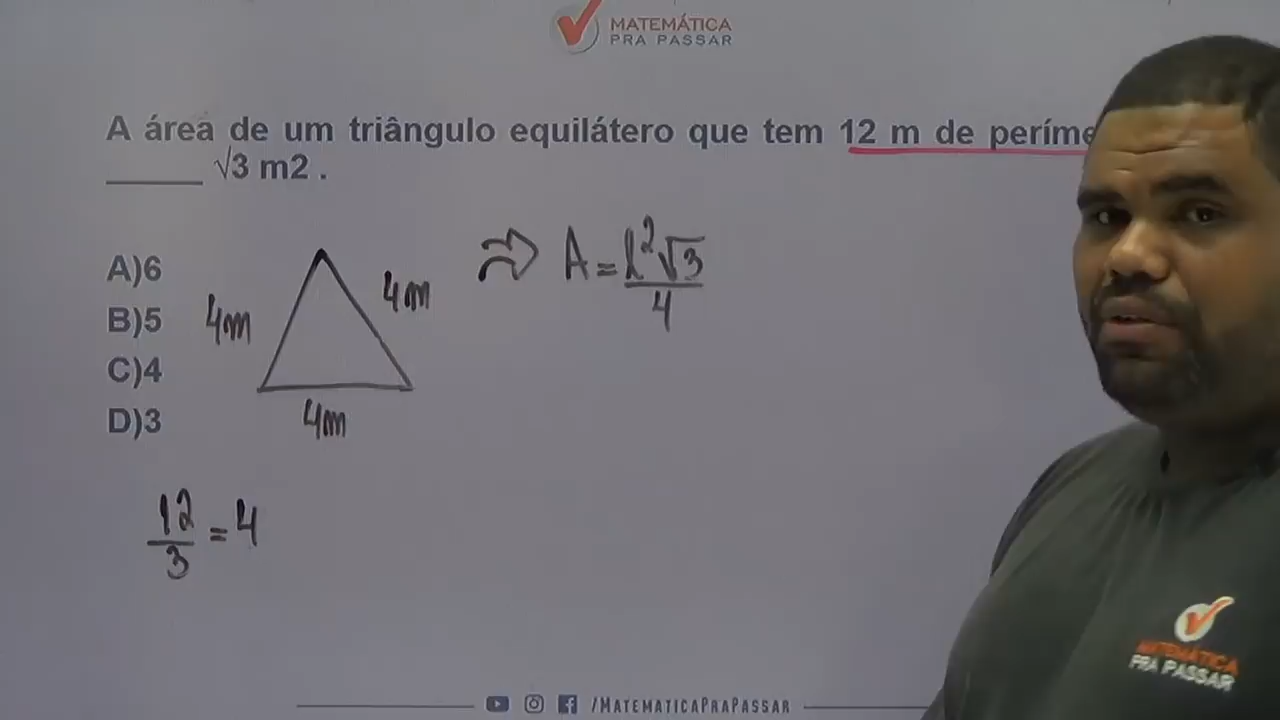 MATEMÁTICA
PRA PASSAR
A área de um triângulo equilátero que tem 12 m de
_____ √3 m2 .
A)6
B)5
C)4
D)3
4m
4m
4m
A = l²√3/4
12/3 = 4
/MATEMATICAPRAPASSAR
MATEMÁTICA
PRA PASSAR